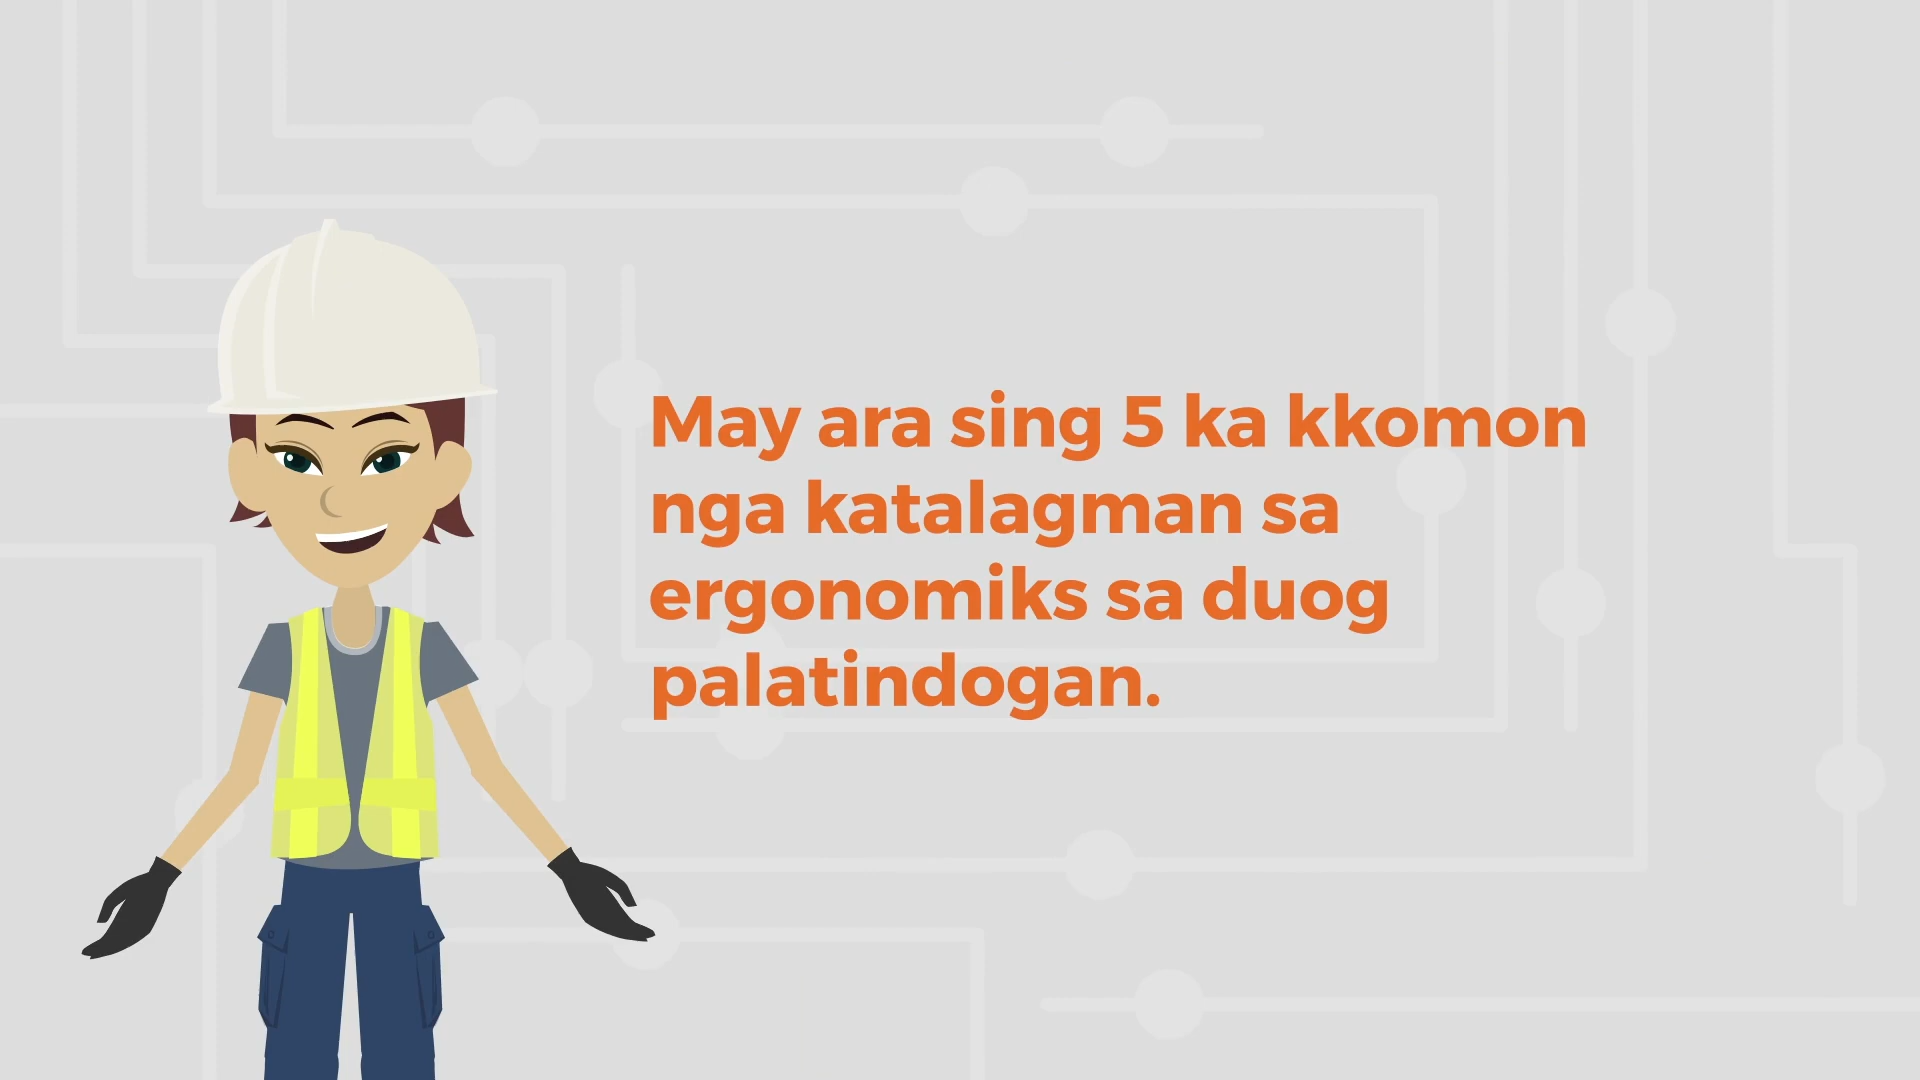 May ara sing 5 ka kkomon
nga katalagman sa
ergonomiks sa duog
palatindogan.